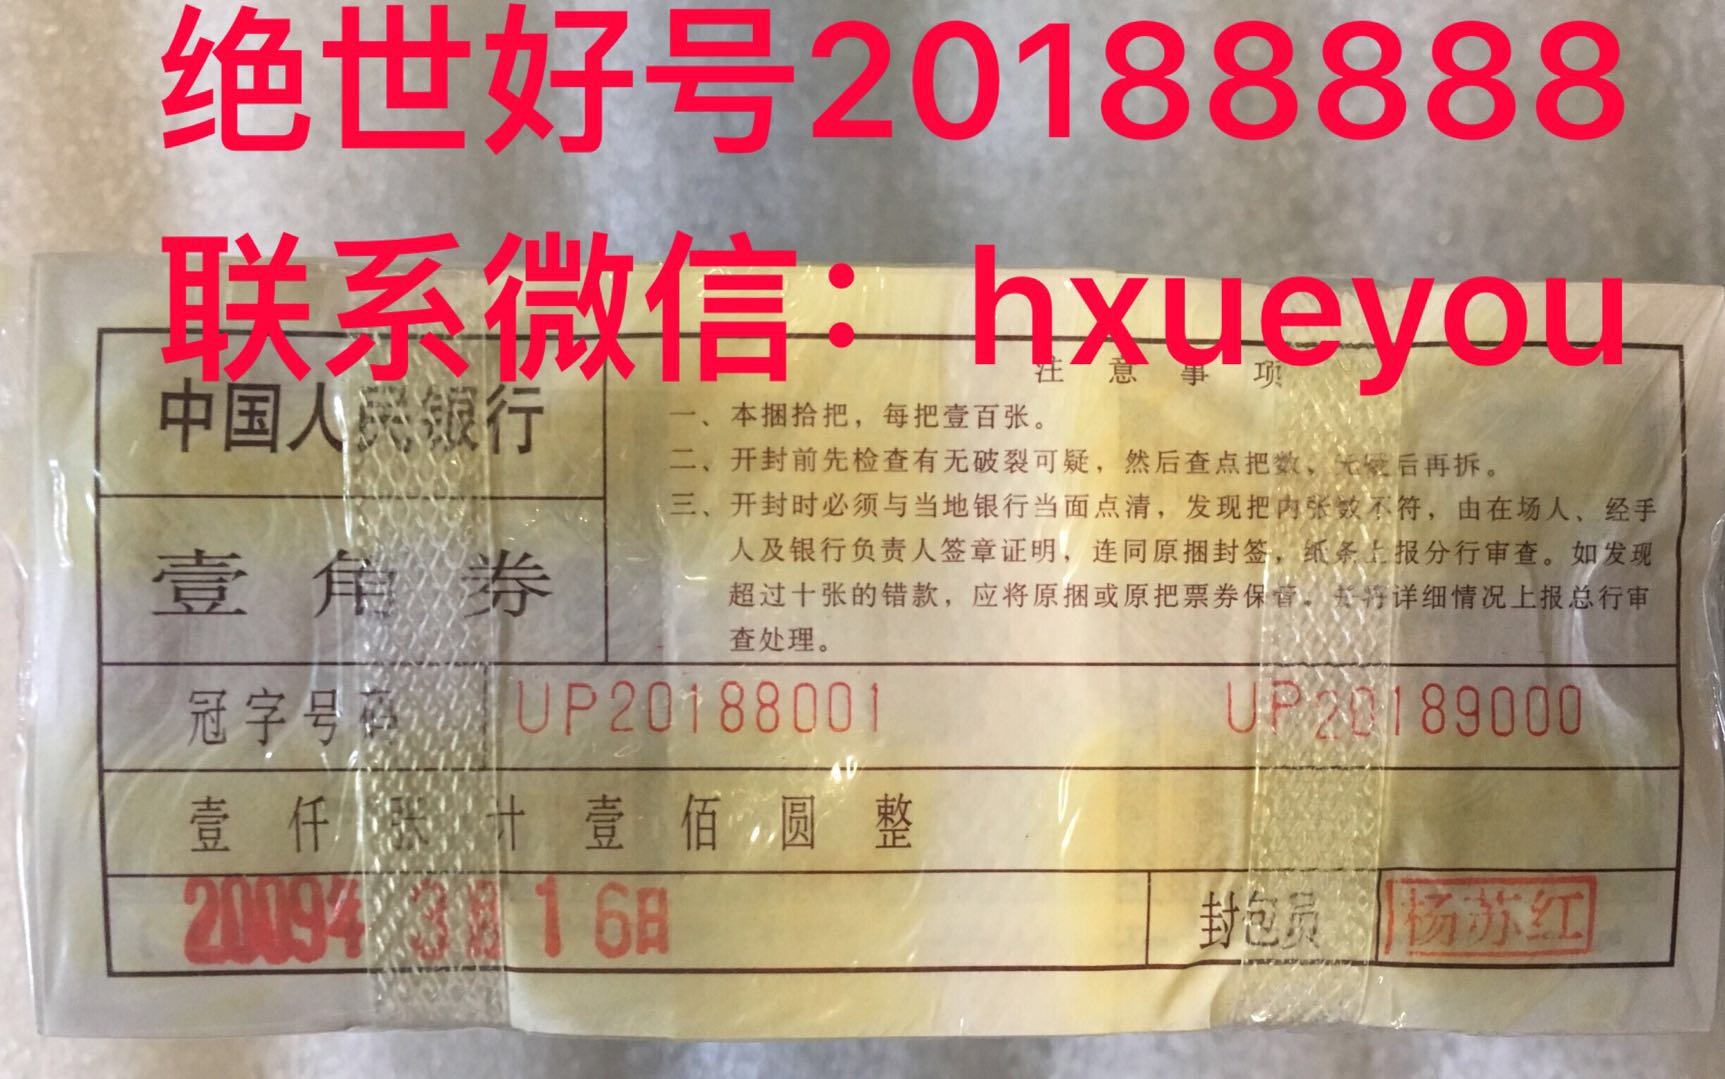 绝世好号20188888
联系微信：hxueyou
中国人民银行
壹角券
注意事项
一、本捆拾把，每把壹百张。
二、开封前先检查有无破裂可疑，然后查点把数、无疑后再拆。
三、开封时必须与当地银行当面点清，发现把内张数不符，由在场人、经手
人及银行负责人签章证明，连同原捆封签，纸条上报分行审查。如发现
超过十张的错款，应将原捆或原把票券保管。并将详细情况上报总行审
查处理。
冠字号码 UP20188001 UP20189000
壹仟张计壹佰圆整
2009年3月16日 封包员 杨苏红